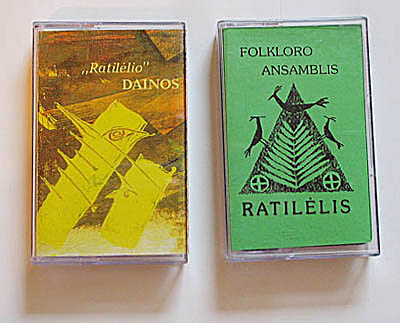 „Ratilėlio"
DAINOS
FOLKLORO
ANSAMBLIS
RATILĖLIS